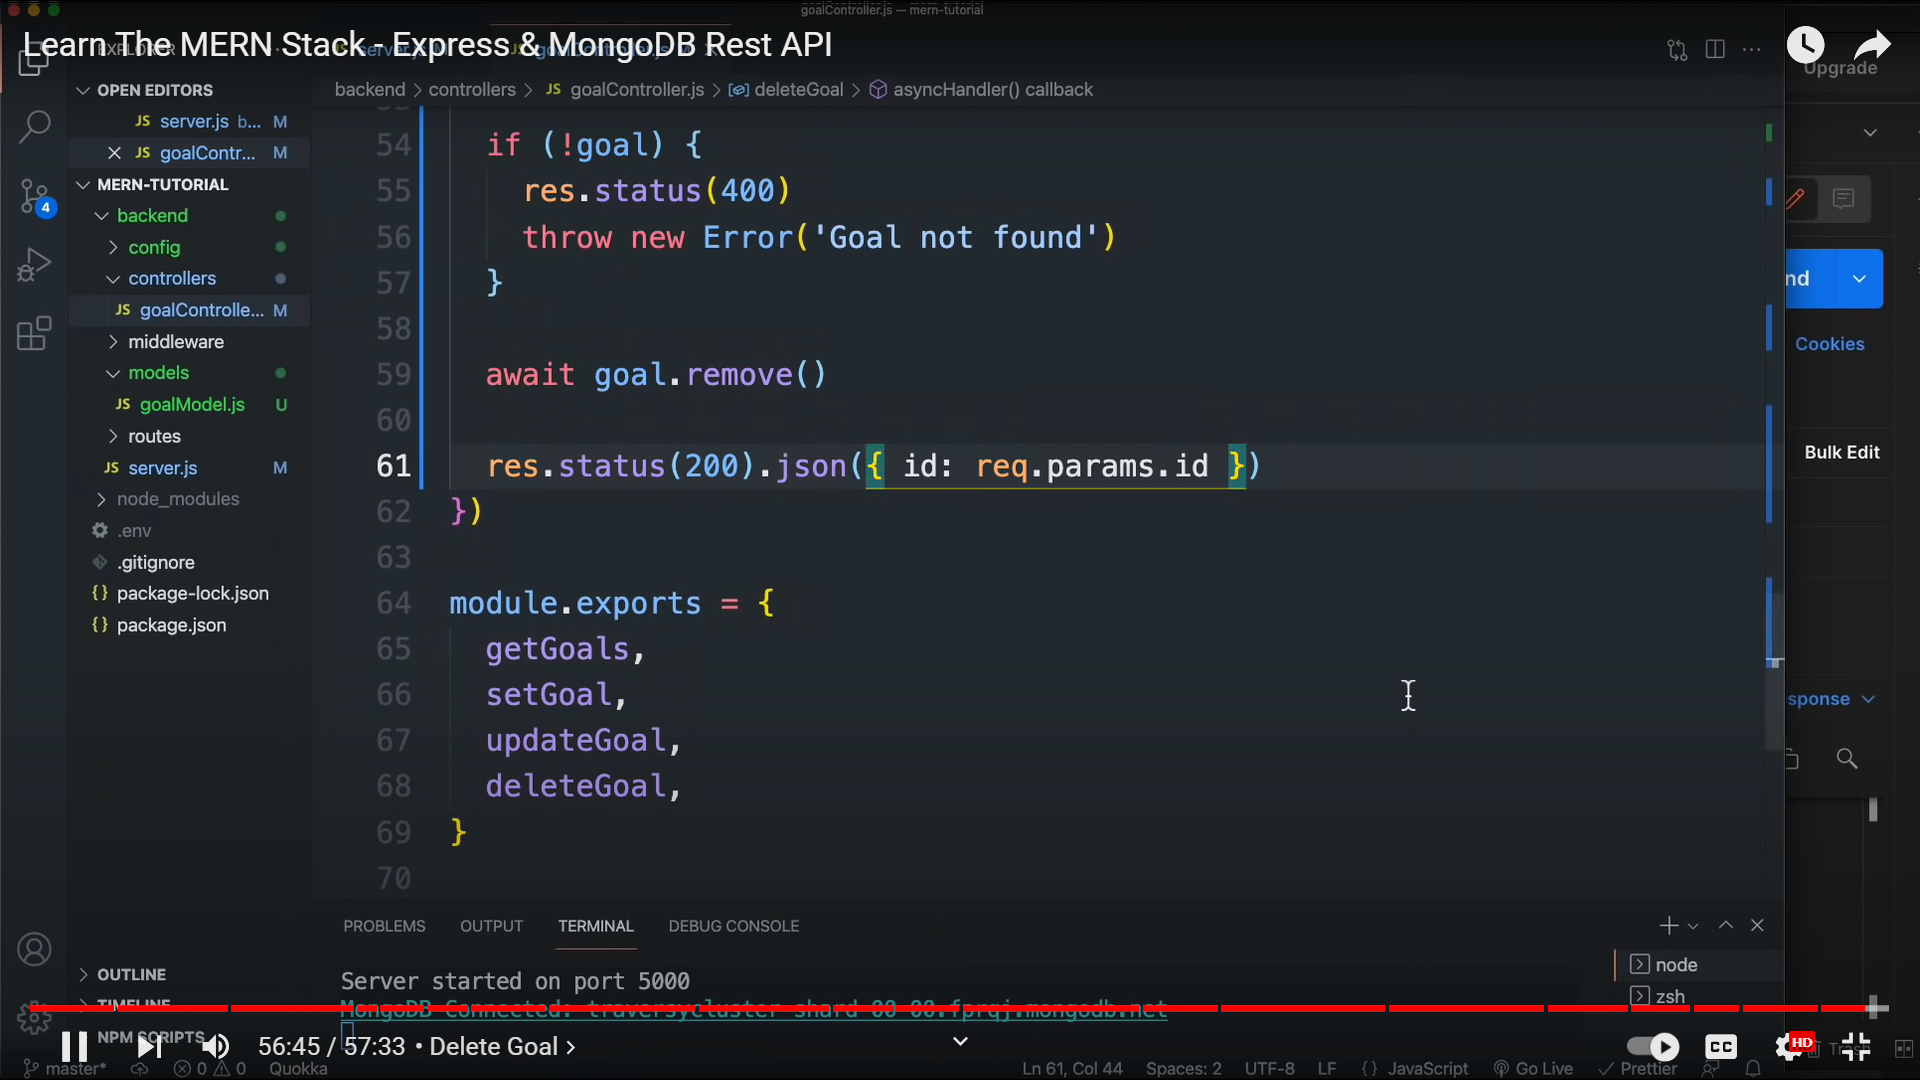 goalController.js — mern-tutorial
Learn The MERN Stack - Express & MongoDB Rest API
Upgrade
OPEN EDITORS
backend > controllers > JS goalController.js > deleteGoal > asyncHandler() callback
JS server.js b... M
JS goalContr... M
MERN-TUTORIAL
4
backend
config
controllers
JS goalControlle... M
middleware
models
JS goalModel.js U
routes
JS server.js M
node_modules
.env
.gitignore
{} package-lock.json
{} package.json
OUTLINE
TIMELINE
NPM SCRIPTS
54 if (!goal) {
55 res.status(400)
56 throw new Error('Goal not found')
57 }
58
59 await goal.remove()
60
61 res.status(200).json({ id: req.params.id })
62 })
63
64 module.exports = {
65 getGoals,
66 setGoal,
67 updateGoal,
68 deleteGoal,
69 }
70
nd
Cookies
Bulk Edit
sponse
PROBLEMS OUTPUT TERMINAL DEBUG CONSOLE
Server started on port 5000
MongoDB Connected: traversycluster-shard-00-00.fprqj.mongodb.net
node
zsh
56:45 / 57:33 • Delete Goal >
CC
HD
Trash
master* 0 0 Quokka
Ln 61, Col 44 Spaces: 2 UTF-8 LF {} JavaScript Go Live Prettier